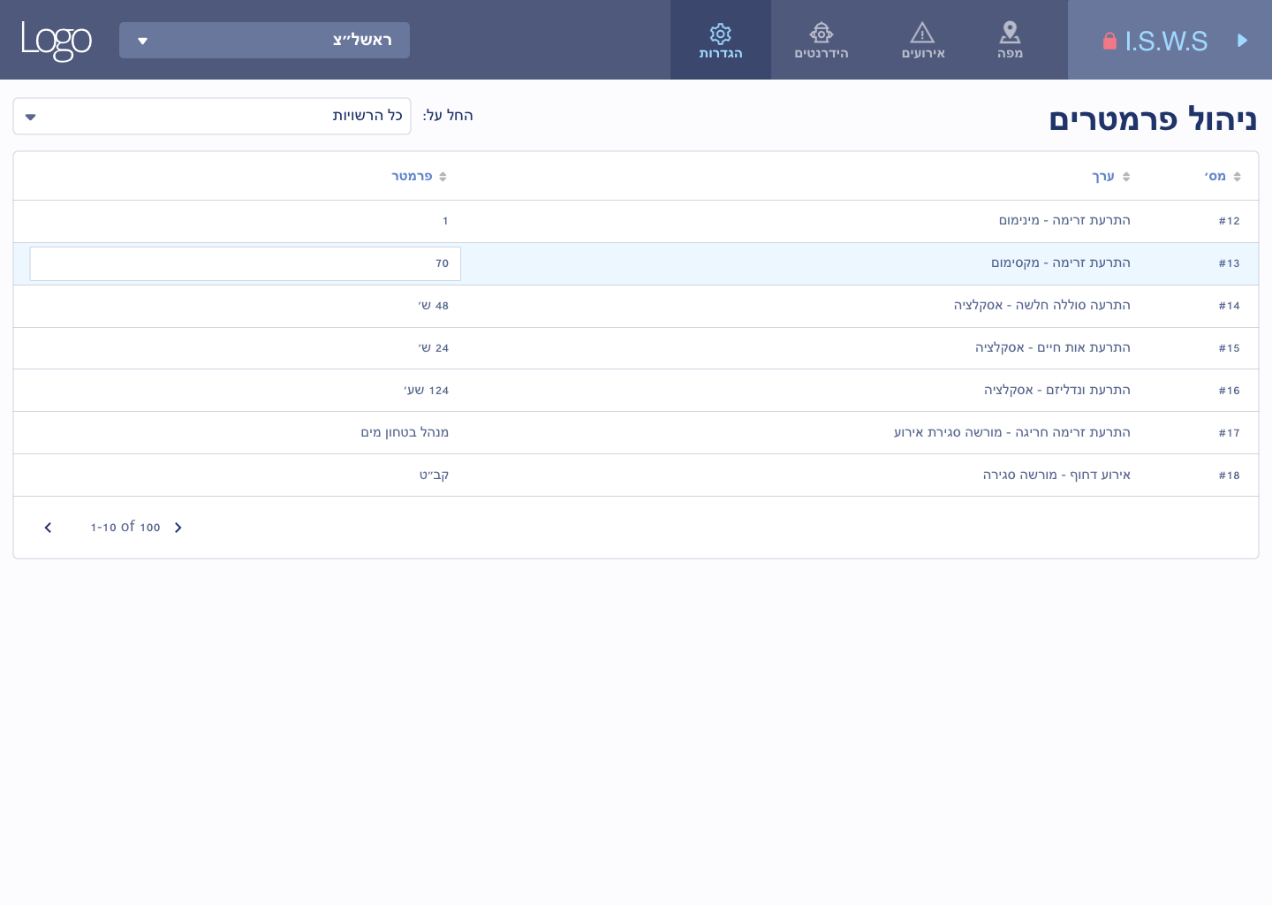 I.S.W.S
מפה
אירועים
הידרנטים
הגדרות
ראשל״צ
Logo
ניהול פרמטרים
החל על:
כל הרשויות
מס׳ ערך פרמטר
#12 התרעת זרימה - מינימום 1
#13 התרעת זרימה - מקסימום 70
#14 התרעה סוללה חלשה - אסקלציה 48 ש׳
#15 התרעת אות חיים - אסקלציה 24 ש׳
#16 התרעת ונדליזם - אסקלציה 124 שע׳
#17 התרעת זרימה חריגה - מורשה סגירת אירוע מנהל בטחון מים
#18 אירוע דחוף - מורשה סגירה קב״ט
1-10 of 100